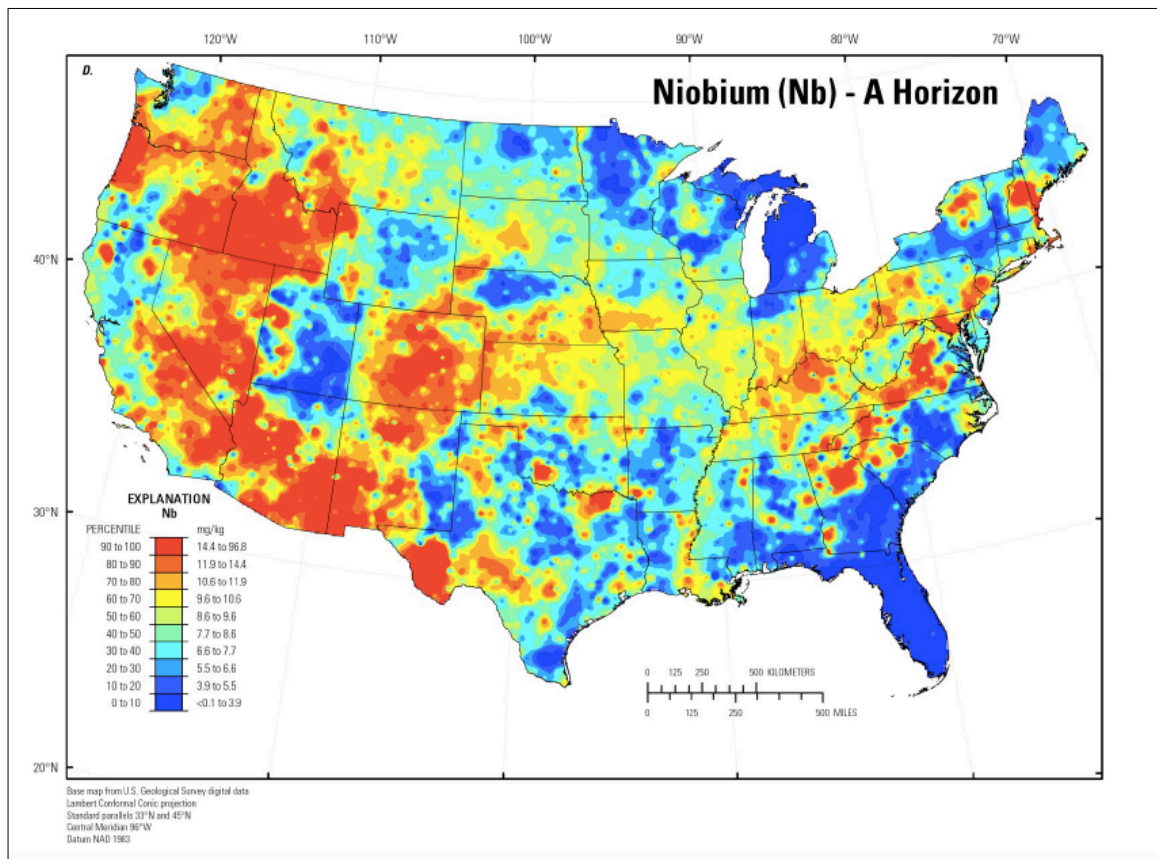 120°W 110°W 100°W 90°W 80°W 70°W
D.
Niobium (Nb) - A Horizon
40°N
40°N
30°N
30°N
20°N
20°N
EXPLANATION
Nb
PERCENTILE mg/kg
90 to 100 14.4 to 96.8
80 to 90 11.9 to 14.4
70 to 80 10.6 to 11.9
60 to 70 9.6 to 10.6
50 to 60 8.6 to 9.6
40 to 50 7.7 to 8.6
30 to 40 6.6 to 7.7
20 to 30 5.5 to 6.6
10 to 20 3.9 to 5.5
0 to 10 <0.1 to 3.9
0 125 250 500 KILOMETERS
0 125 250 500 MILES
Base map from U.S. Geological Survey digital data
Lambert Conformal Conic projection
Standard parallels 33°N and 45°N
Central Meridian 96°W
Datum NAD 1983